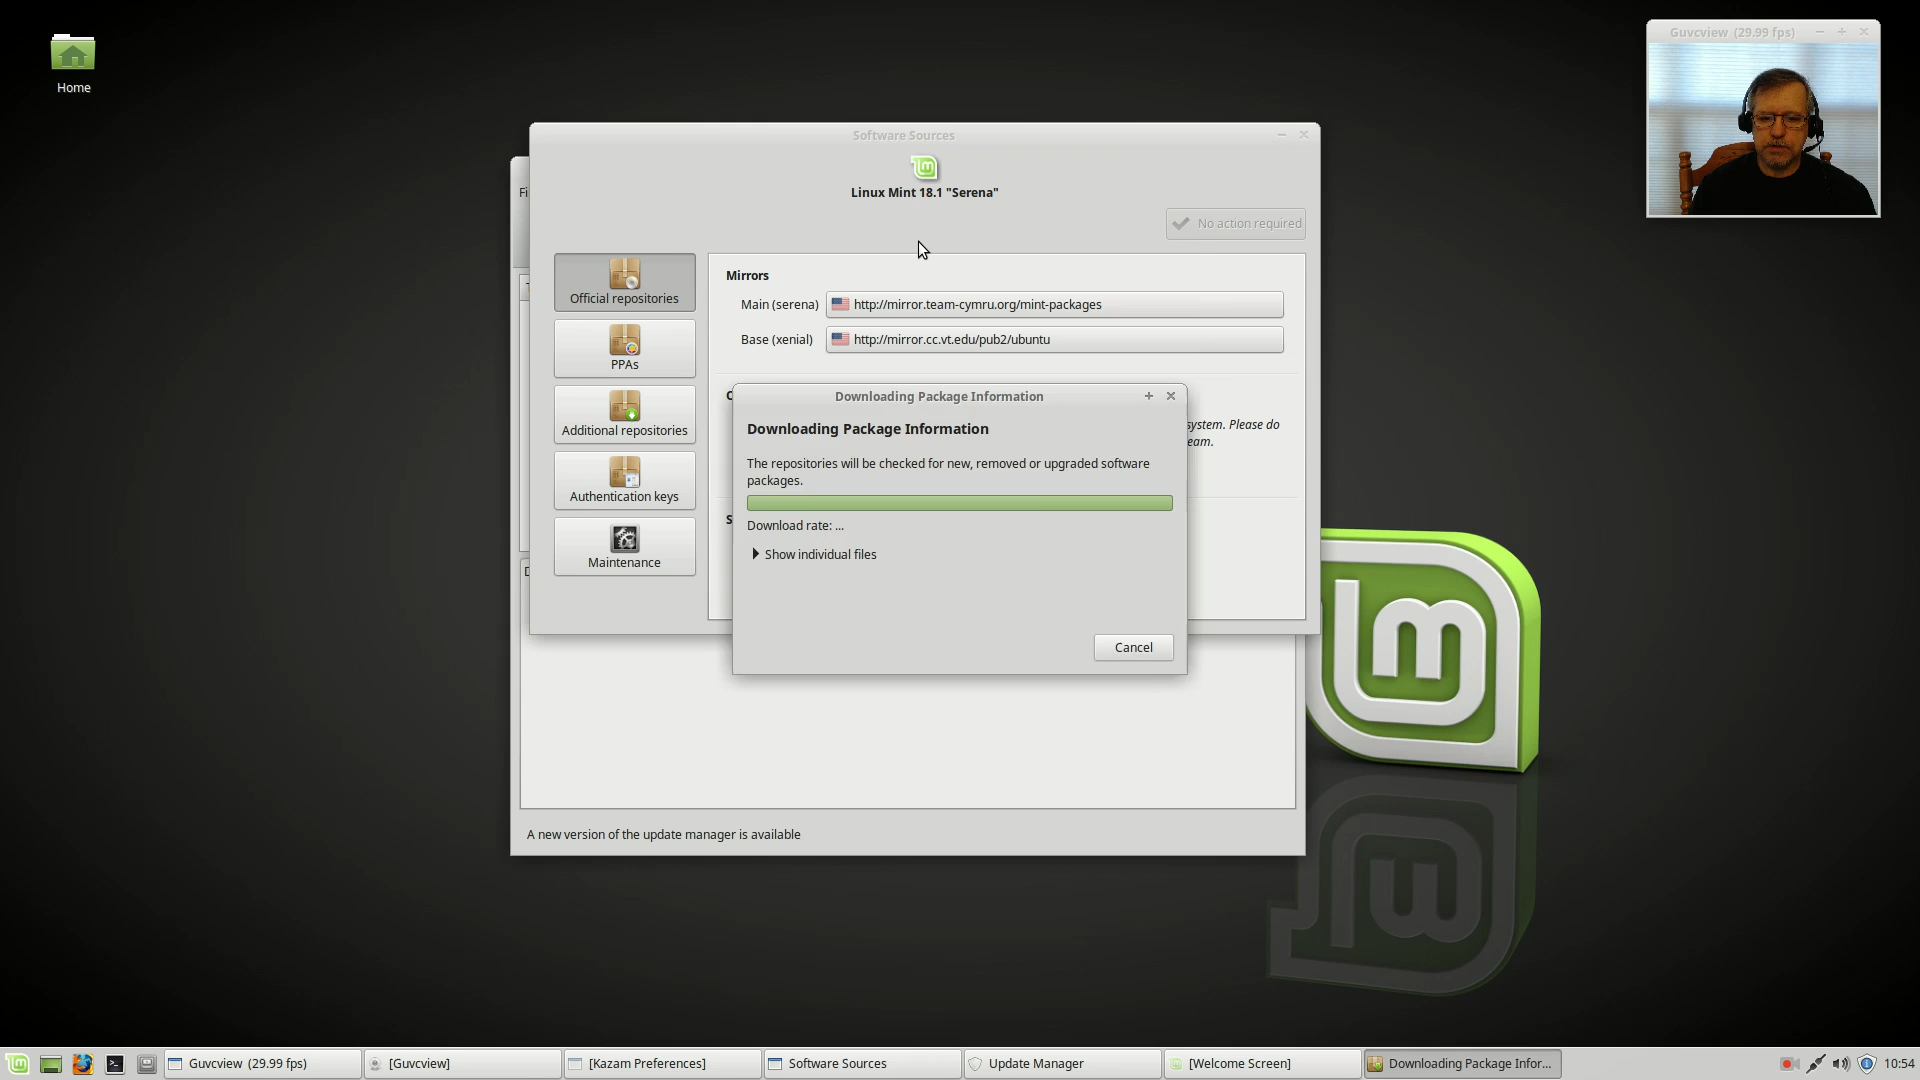 Home
Guvcview (29.99 fps)
Software Sources
Linux Mint 18.1 "Serena"
No action required
Official repositories
PPAs
Additional repositories
Authentication keys
Maintenance
Mirrors
Main (serena)
http://mirror.team-cymru.org/mint-packages
Base (xenial)
http://mirror.cc.vt.edu/pub2/ubuntu
system. Please do
eam.
Downloading Package Information
Downloading Package Information
The repositories will be checked for new, removed or upgraded software
packages.
Download rate: ...
Show individual files
Cancel
A new version of the update manager is available
Guvcview (29.99 fps)
[Guvcview]
[Kazam Preferences]
Software Sources
Update Manager
[Welcome Screen]
Downloading Package Infor...
10:54